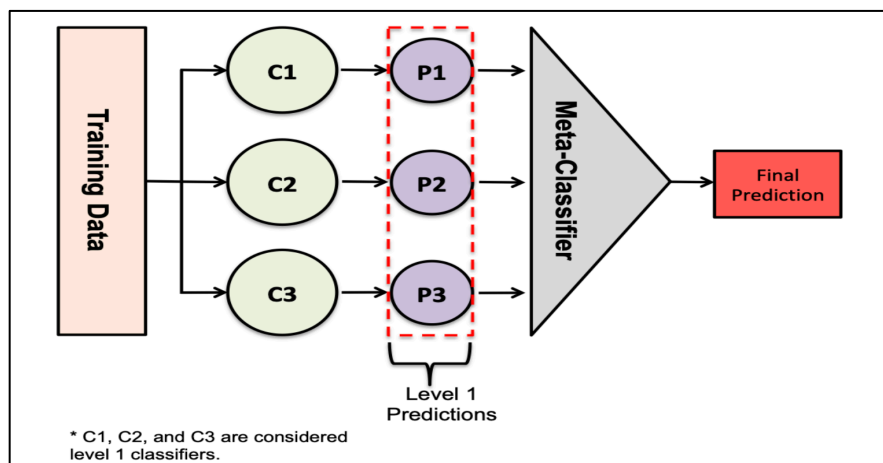 Training Data
C1
P1
C2
P2
C3
P3
Meta-Classifier
Final
Prediction
Level 1
Predictions
* C1, C2, and C3 are considered
level 1 classifiers.